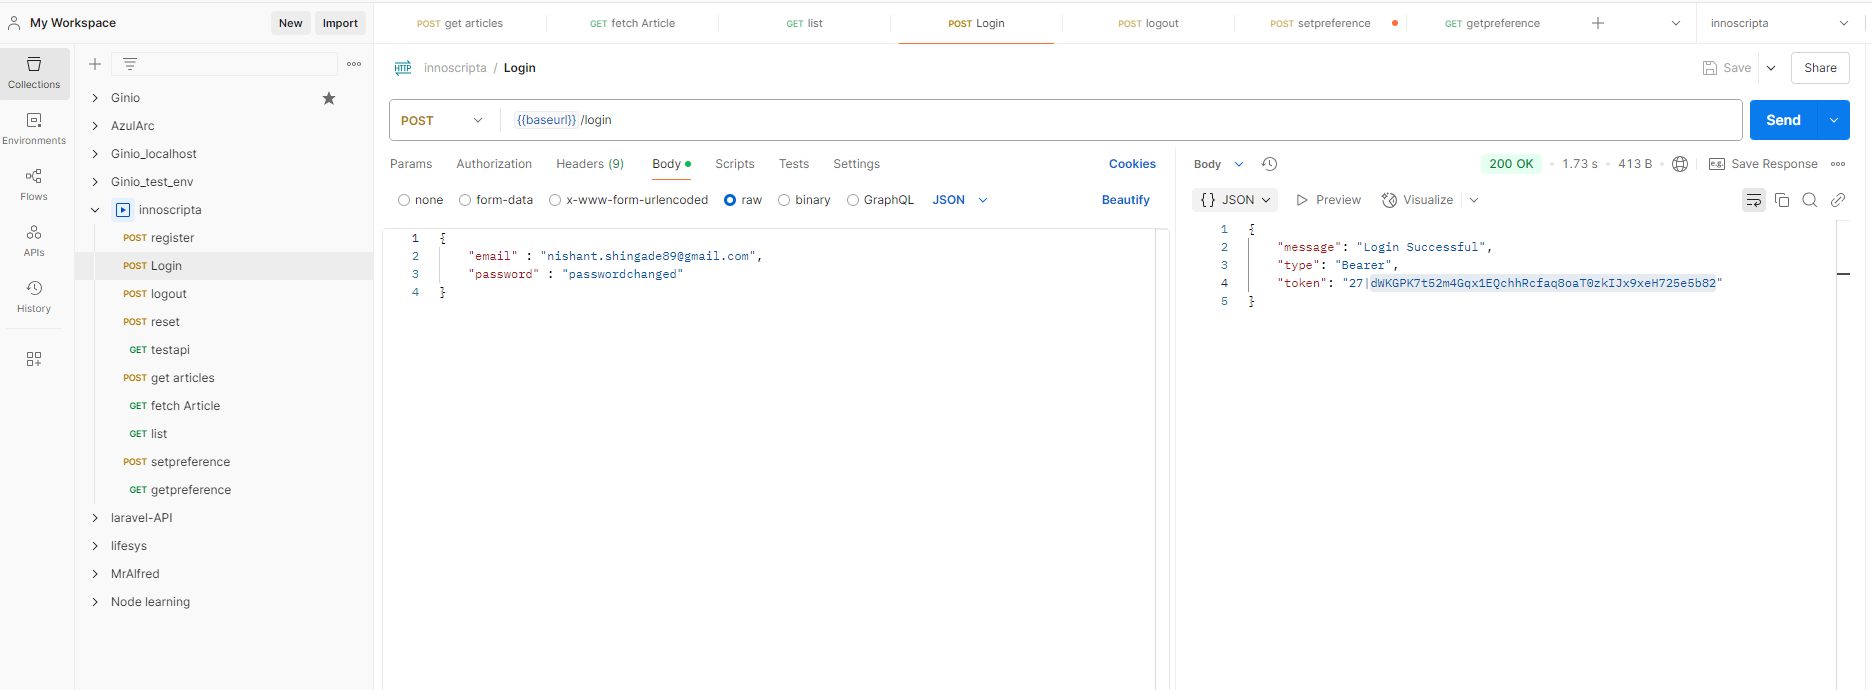 My Workspace
New
Import
POST get articles
GET fetch Article
GET list
POST Login
POST logout
POST setpreference
GET getpreference
innoscripta
Collections
Environments
Flows
APIs
History
Ginio
AzulArc
Ginio_localhost
Ginio_test_env
innoscripta
POST register
POST Login
POST logout
POST reset
GET testapi
POST get articles
GET fetch Article
GET list
POST setpreference
GET getpreference
laravel-API
lifesys
MrAlfred
Node learning
HTTP innoscripta / Login
Save
Share
POST
{{baseurl}} /login
Send
Params Authorization Headers (9) Body Scripts Tests Settings Cookies
none form-data x-www-form-urlencoded raw binary GraphQL JSON Beautify
1 {
2 "email" : "nishant.shingade89@gmail.com",
3 "password" : "passwordchanged"
4 }
Body
200 OK • 1.73 s • 413 B
e.g. Save Response
{} JSON Preview Visualize
1 {
2 "message": "Login Successful",
3 "type": "Bearer",
4 "token": "27|dWKGPK7t52m4Gqx1EQchhRcfaq8oaT0zkIJx9xeH725e5b82"
5 }